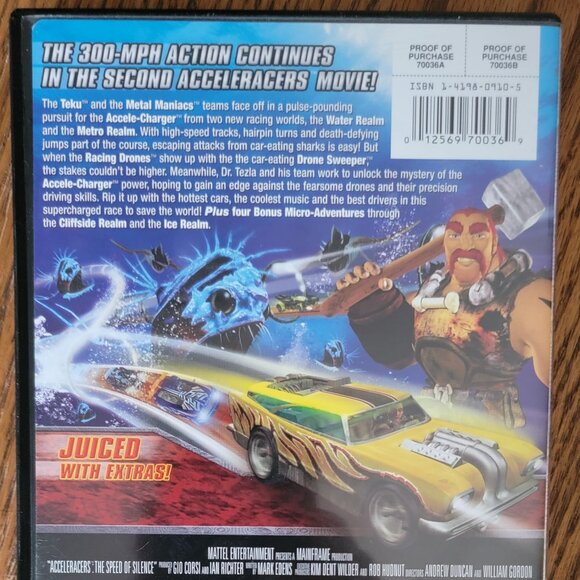 THE 300-MPH ACTION CONTINUES
IN THE SECOND ACCELERACERS MOVIE!
The Teku™ and the Metal Maniacs™ teams face off in a pulse-pounding
pursuit for the Accele-Charger™ from two new racing worlds, the Water Realm
and the Metro Realm. With high-speed tracks, hairpin turns and death-defying
jumps part of the course, escaping attacks from car-eating sharks is easy! But
when the Racing Drones™ show up with the the car-eating Drone Sweeper,™
the stakes couldn't be higher. Meanwhile, Dr. Tezla and his team work to unlock the mystery of the
Accele-Charger™ power, hoping to gain an edge against the fearsome drones and their precision
driving skills. Rip it up with the hottest cars, the coolest music and the best drivers in this
supercharged race to save the world! Plus four Bonus Micro-Adventures through
the Cliffside Realm and the Ice Realm.
PROOF OF
PURCHASE
70036A
PROOF OF
PURCHASE
70036B
ISBN 1-4198-0910-5
0 12569 70036 9
JUICED
WITH EXTRAS!
MATTEL ENTERTAINMENT PRESENTS A MAINFRAME PRODUCTION
"ACCELERACERS: THE SPEED OF SILENCE" PRODUCED BY GIO CORSI AND IAN RICHTER WRITTEN BY MARK EDENS KIM DENT WILDER AND ROB HUDNUT DIRECTORS ANDREW DUNCAN AND WILLIAM GORDON